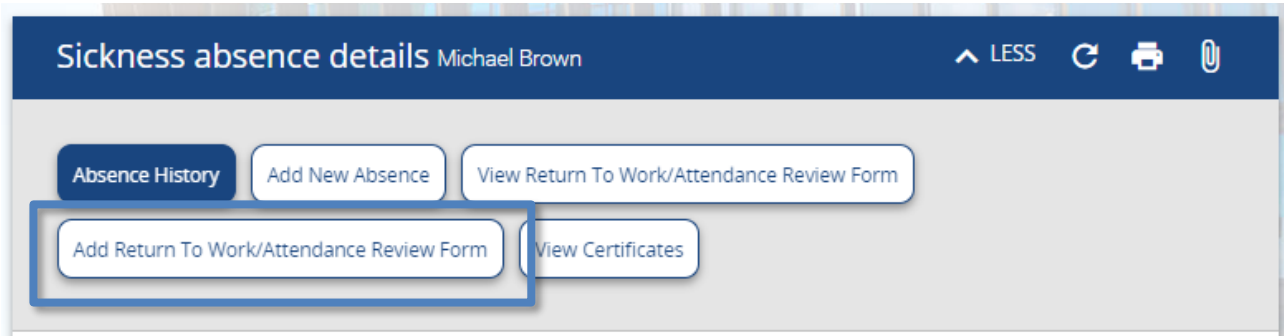 Sickness absence details Michael Brown LESS
Absence History Add New Absence View Return To Work/Attendance Review Form
Add Return To Work/Attendance Review Form View Certificates